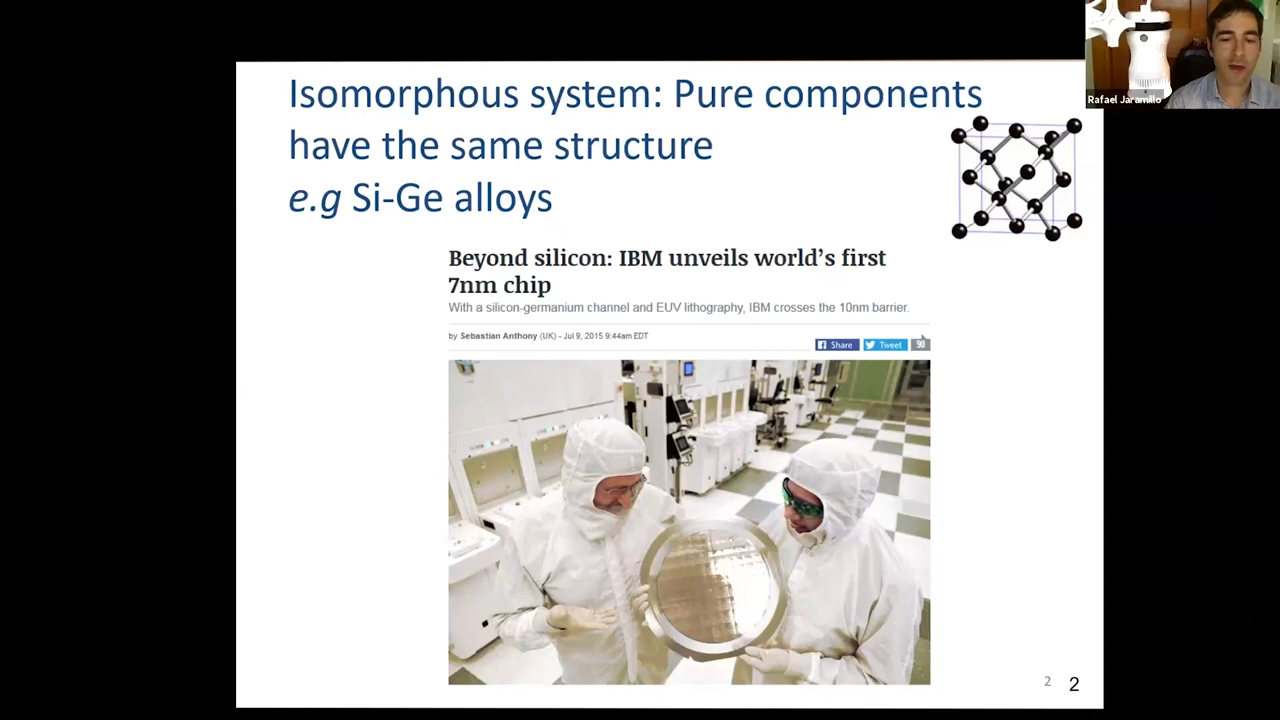 Isomorphous system: Pure components
have the same structure
e.g Si-Ge alloys
Rafael Jaramillo
Beyond silicon: IBM unveils world's first
7nm chip
With a silicon-germanium channel and EUV lithography, IBM crosses the 10nm barrier.
by Sebastian Anthony (UK) - Jul 9, 2015 9:44am EDT
Share
Tweet
90
2
2